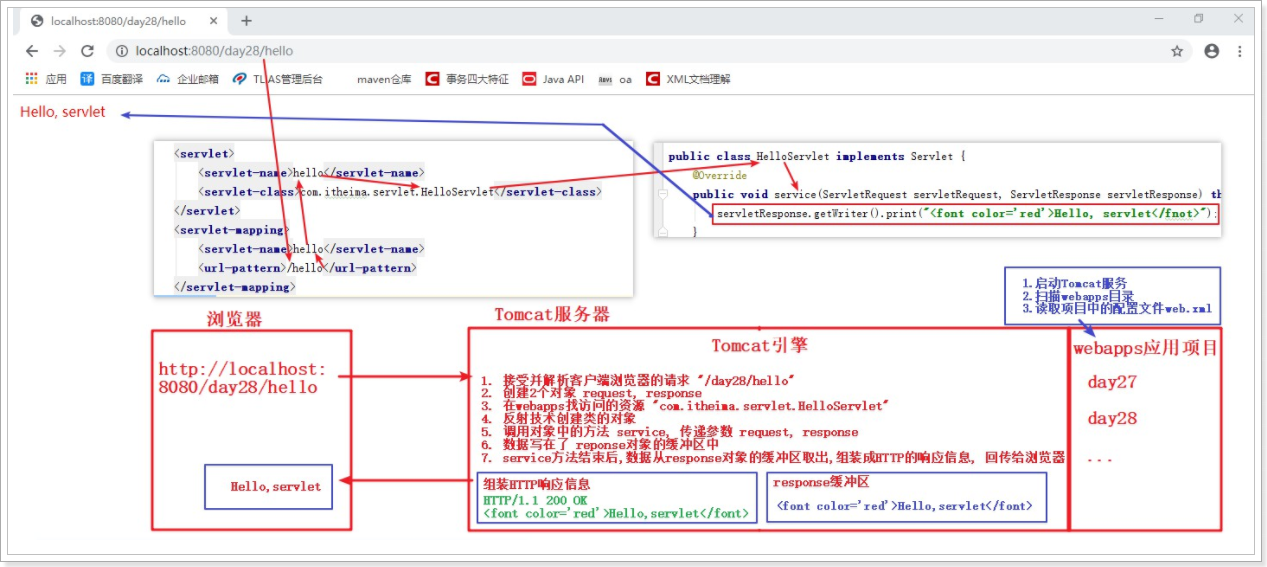 localhost:8080/day28/hello
localhost:8080/day28/hello
应用 百度翻译 企业邮箱 TLIAS管理后台 maven仓库 事务四大特征 Java API oa XML文档理解
Hello, servlet
<servlet>
<servlet-name>hello</servlet-name>
<servlet-class>com.itheima.servlet.HelloServlet</servlet-class>
</servlet>
<servlet-mapping>
<servlet-name>hello</servlet-name>
<url-pattern>/hello</url-pattern>
</servlet-mapping>
public class HelloServlet implements Servlet {
@Override
public void service(ServletRequest servletRequest, ServletResponse servletResponse) th
servletResponse.getWriter().print("<font color='red'>Hello, servlet</fnot>");
}
1.启动Tomcat服务
2.扫描webapps目录
3.读取项目中的配置文件web.xml
浏览器
http://localhost:
8080/day28/hello
Hello,servlet
Tomcat服务器
Tomcat引擎
1. 接受并解析客户端浏览器的请求 "/day28/hello"
2. 创建2个对象 request, response
3. 在webapps找访问的资源 "com.itheima.servlet.HelloServlet"
4. 反射技术创建类的对象
5. 调用对象中的方法 service, 传递参数 request, response
6. 数据写在了 reponse对象的缓冲区中
7. service方法结束后,数据从response对象的缓冲区取出,组装成HTTP的响应信息, 回传给浏览器
组装HTTP响应信息
HTTP/1.1 200 OK
<font color='red'>Hello,servlet</font>
response缓冲区
<font color='red'>Hello,servlet</font>
webapps应用项目
day27
day28
...